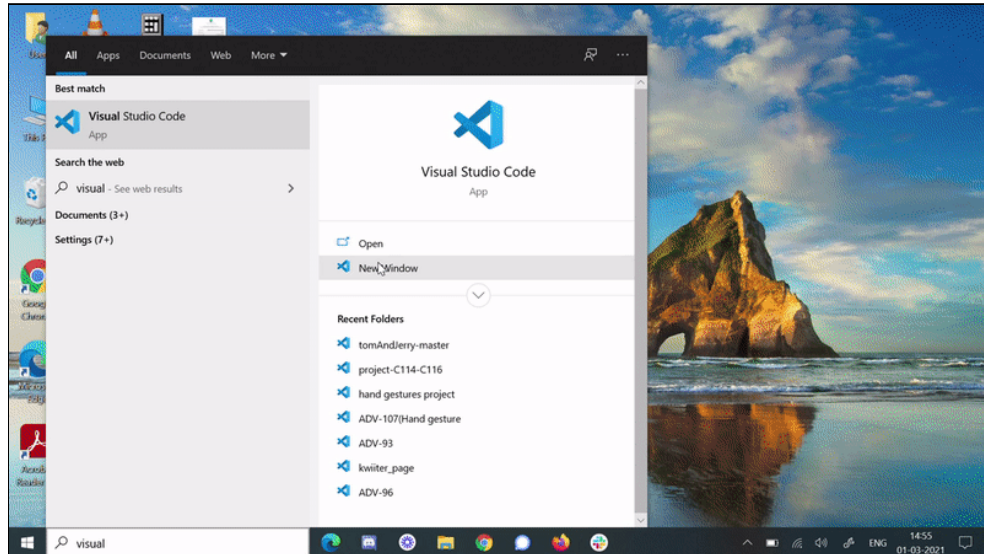 All Apps Documents Web More
Best match
Visual Studio Code
App
Search the web
visual - See web results
Documents (3+)
Settings (7+)
Visual Studio Code
App
Open
New Window
Recent Folders
tomAndJerry-master
project-C114-C116
hand gestures project
ADV-107(Hand gesture
ADV-93
kwiiter_page
ADV-96
visual
ENG
14:55
01-03-2021